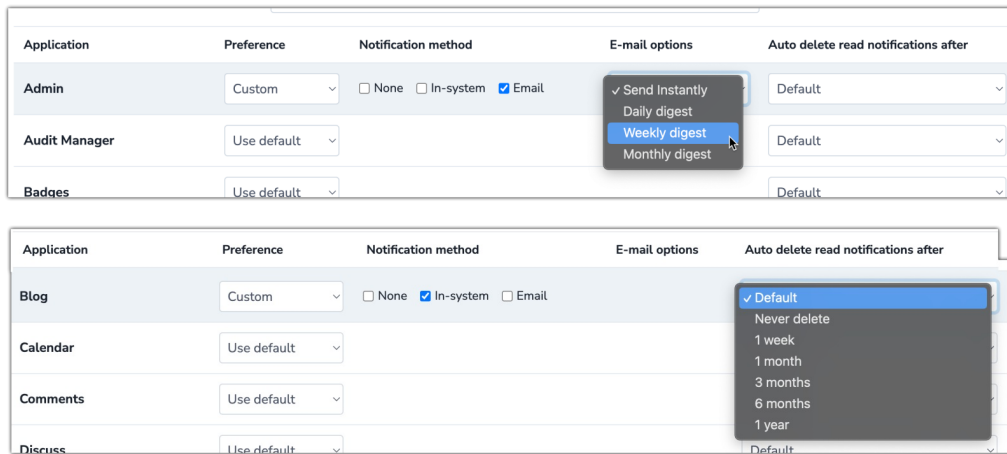 Application Preference Notification method E-mail options Auto delete read notifications after
Admin Custom None In-system Email ✓ Send Instantly Default
Daily digest
Audit Manager Use default Weekly digest Default
Monthly digest
Badges Use default Default
Application Preference Notification method E-mail options Auto delete read notifications after
Blog Custom None In-system Email ✓ Default
Never delete
Calendar Use default 1 week
1 month
Comments Use default 3 months
6 months
1 year
Discuss Use default Default